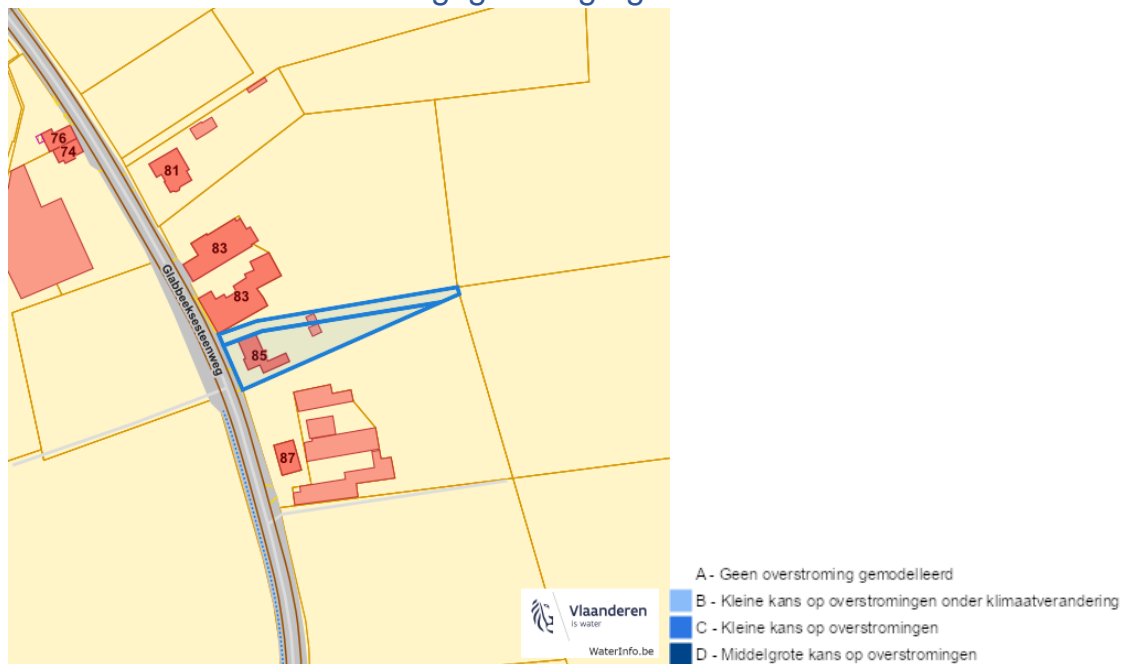 76
74
81
83
83
Glabbeeksesteenweg
85
87
Vlaanderen
is water
WaterInfo.be
A - Geen overstroming gemodelleerd
B - Kleine kans op overstromingen onder klimaatverandering
C - Kleine kans op overstromingen
D - Middelgrote kans op overstromingen